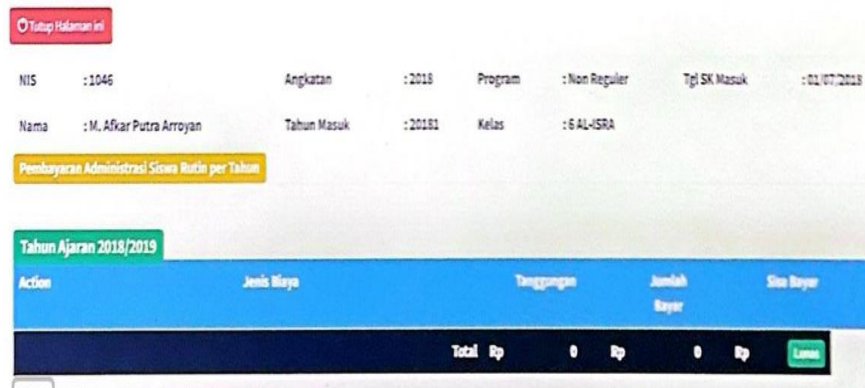 Tutup Halaman ini
NIS : 1046 Angkatan : 2018 Program : Non Reguler Tgl SK Masuk : 01/07/2018
Nama : M. Afkar Putra Arroyan Tahun Masuk : 20181 Kelas : 6 AL-ISRA
Pembayaran Administrasi Siswa Rutin per Tahun
Tahun Ajaran 2018/2019
Action Jenis Biaya Tanggungan Jumlah Bayar Sisa Bayar
Total Rp 0 Rp 0 Rp Lunas